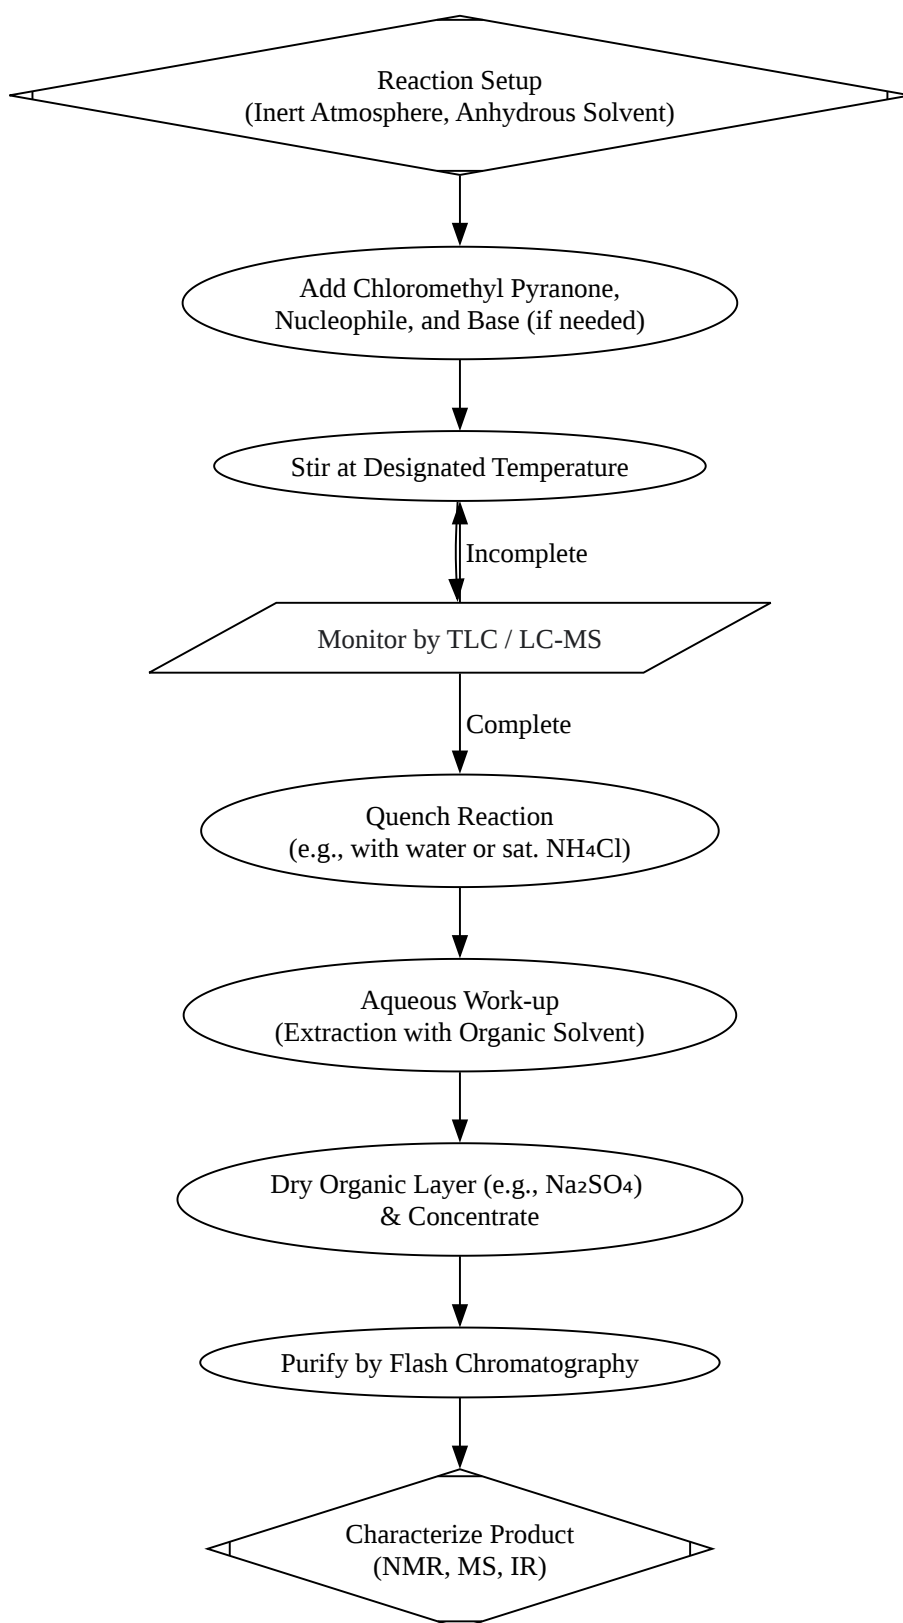 Reaction Setup
(Inert Atmosphere, Anhydrous Solvent)
Add Chloromethyl Pyranone,
Nucleophile, and Base (if needed)
Stir at Designated Temperature
Incomplete
Monitor by TLC / LC-MS
Complete
Quench Reaction
(e.g., with water or sat. NH₄Cl)
Aqueous Work-up
(Extraction with Organic Solvent)
Dry Organic Layer (e.g., Na₂SO₄)
& Concentrate
Purify by Flash Chromatography
Characterize Product
(NMR, MS, IR)